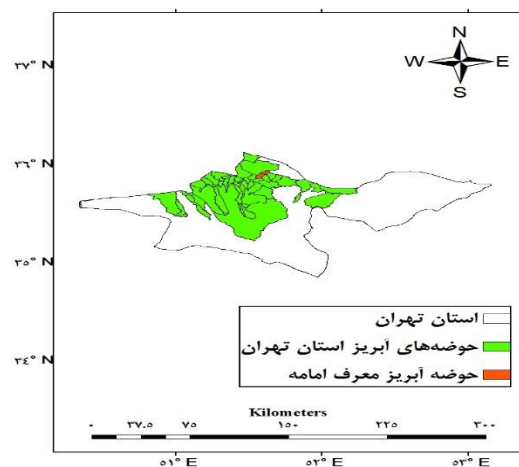 N
W E
S
۳۷° N
۳۶° N
۳۵° N
۳٤° N
استان تهران
حوضه‌های آبریز استان تهران
حوضه آبریز معرف امامه
Kilometers
۰ ۳۷.۵ ۷۵ ۱۵۰ ۲۲۵ ۳۰۰
۵۱° E ۵۲° E ۵۳° E